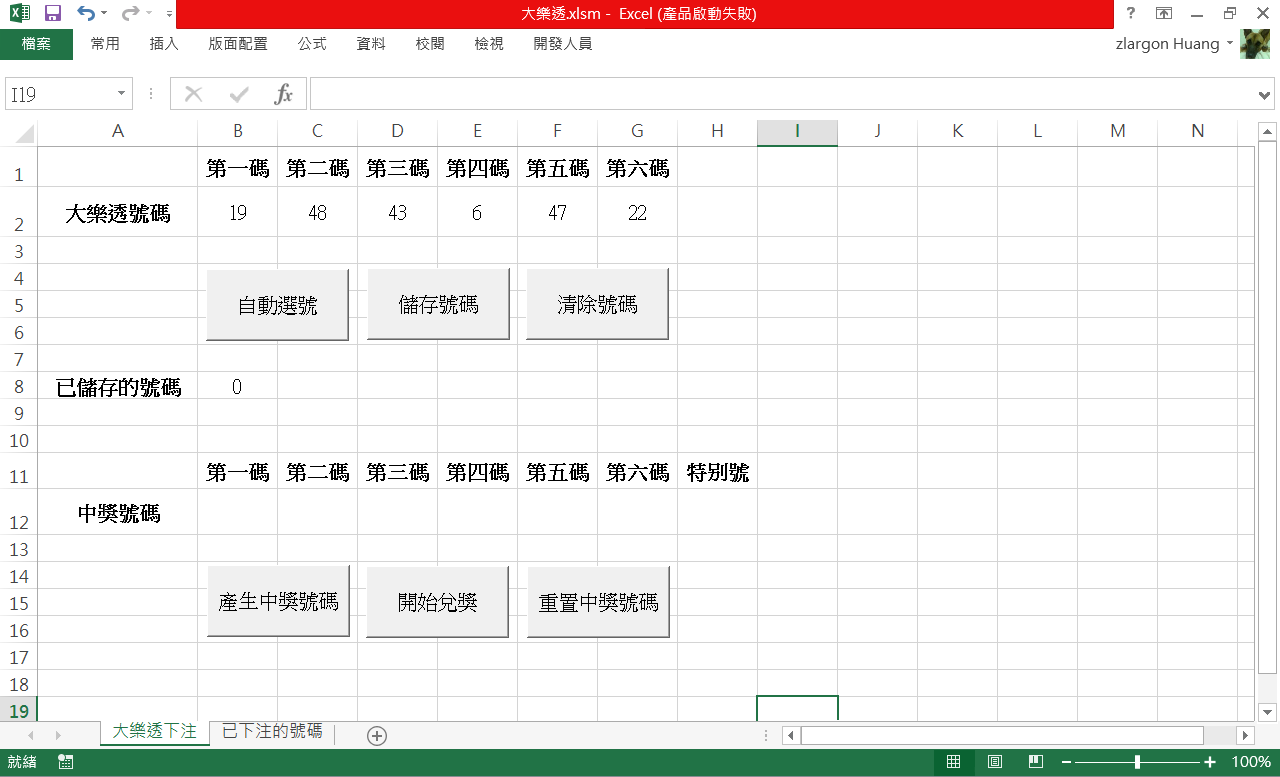 大樂透.xlsm - Excel (產品啟動失敗)
?
檔案 常用 插入 版面配置 公式 資料 校閱 檢視 開發人員 zlargon Huang
I19 fx
A B C D E F G H I J K L M N
1 第一碼 第二碼 第三碼 第四碼 第五碼 第六碼
2 大樂透號碼 19 48 43 6 47 22
3
4
5 自動選號 儲存號碼 清除號碼
6
7
8 已儲存的號碼 0
9
10
11 第一碼 第二碼 第三碼 第四碼 第五碼 第六碼 特別號
12 中獎號碼
13
14
15 產生中獎號碼 開始兌獎 重置中獎號碼
16
17
18
19
大樂透下注 已下注的號碼
就緒 100%